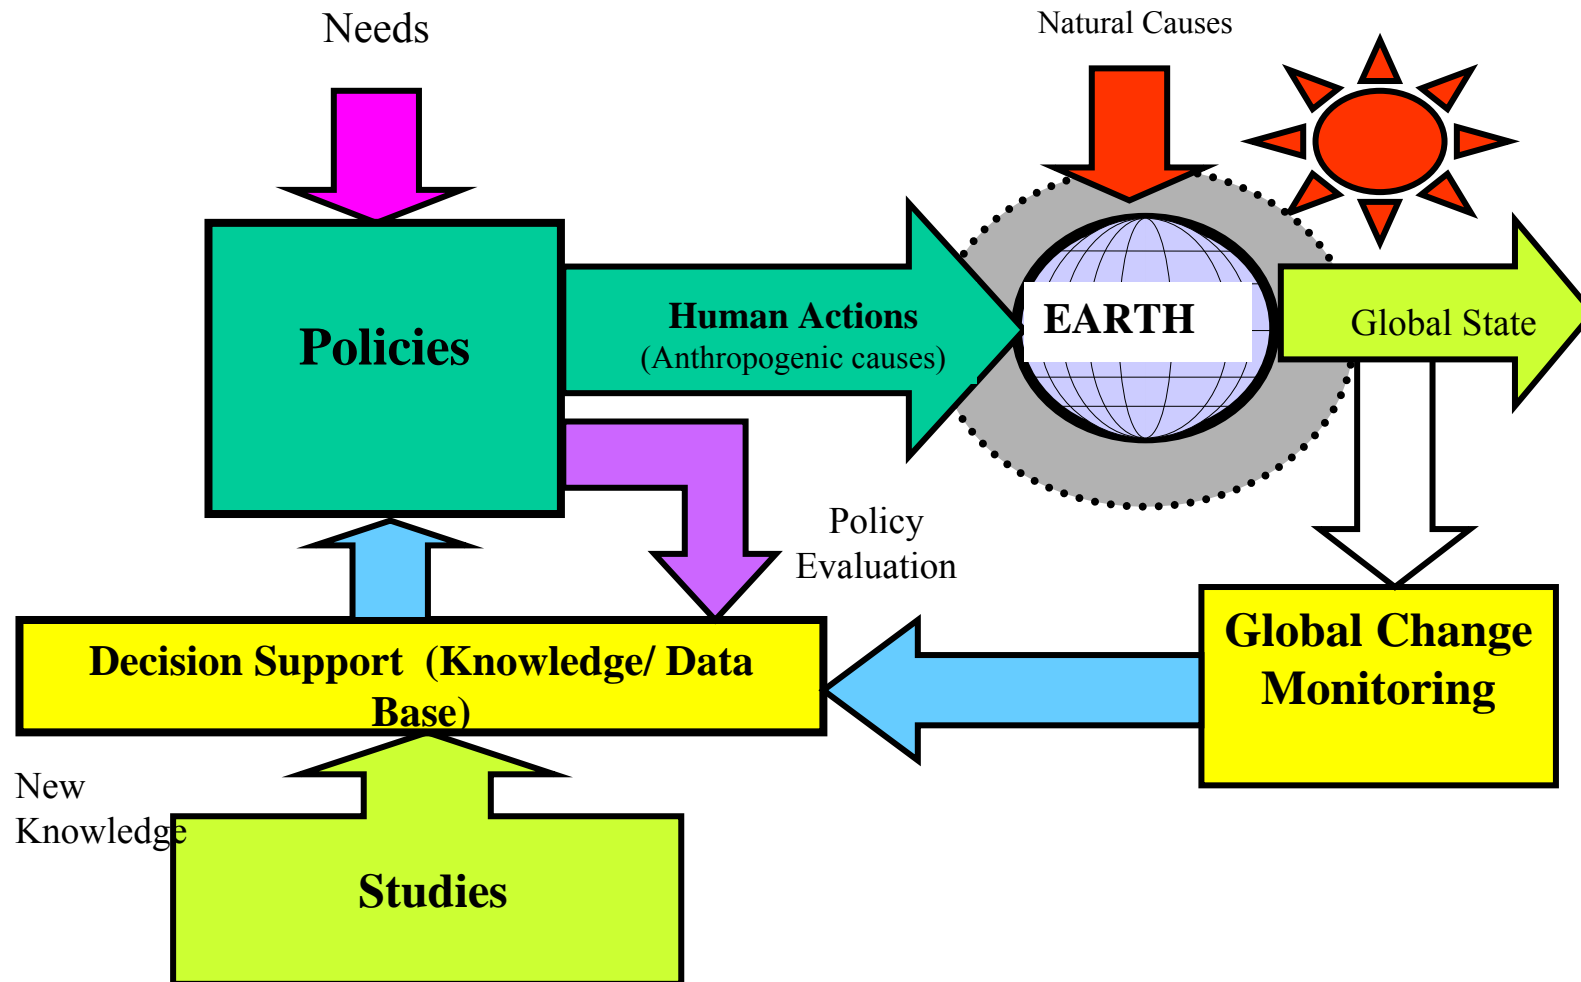 Needs
Natural Causes
Policies
Human Actions
(Anthropogenic causes)
EARTH
Global State
Policy
Evaluation
Decision Support (Knowledge/ Data
Base)
Global Change
Monitoring
New
Knowledge
Studies